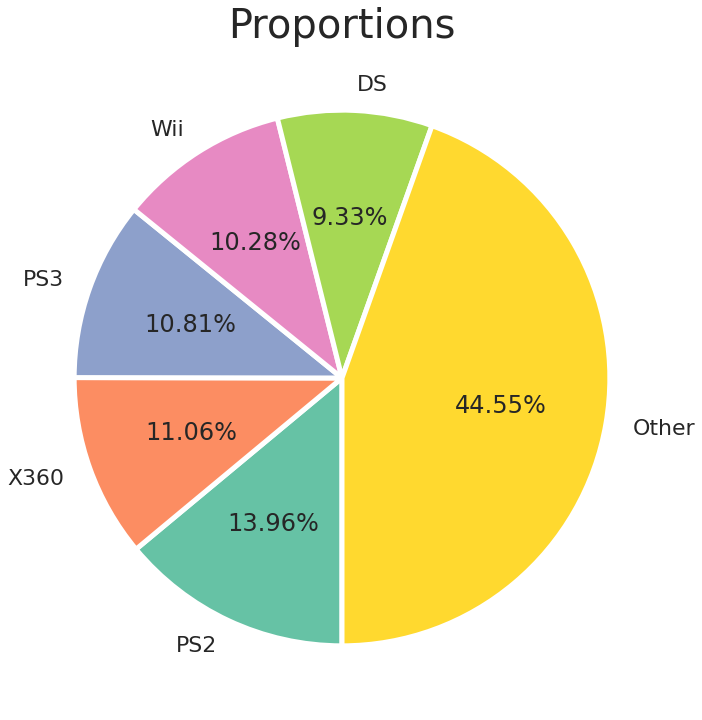 Proportions
DS
Wii
9.33%
10.28%
PS3
10.81%
44.55%
Other
11.06%
X360
13.96%
PS2